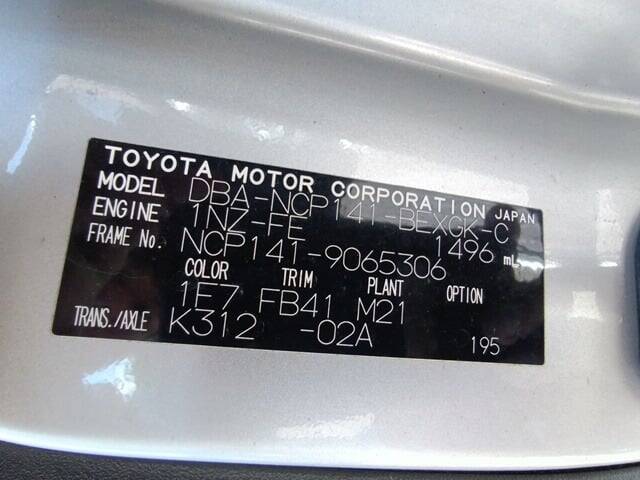 TOYOTA MOTOR CORPORATION JAPAN
MODEL DBA-NCP141-BEXGK-C
ENGINE 1NZ-FE 1496 mL
FRAME No. NCP141-9065306
COLOR TRIM PLANT OPTION
1E7 FB41 M21
TRANS./AXLE K312 -02A 195